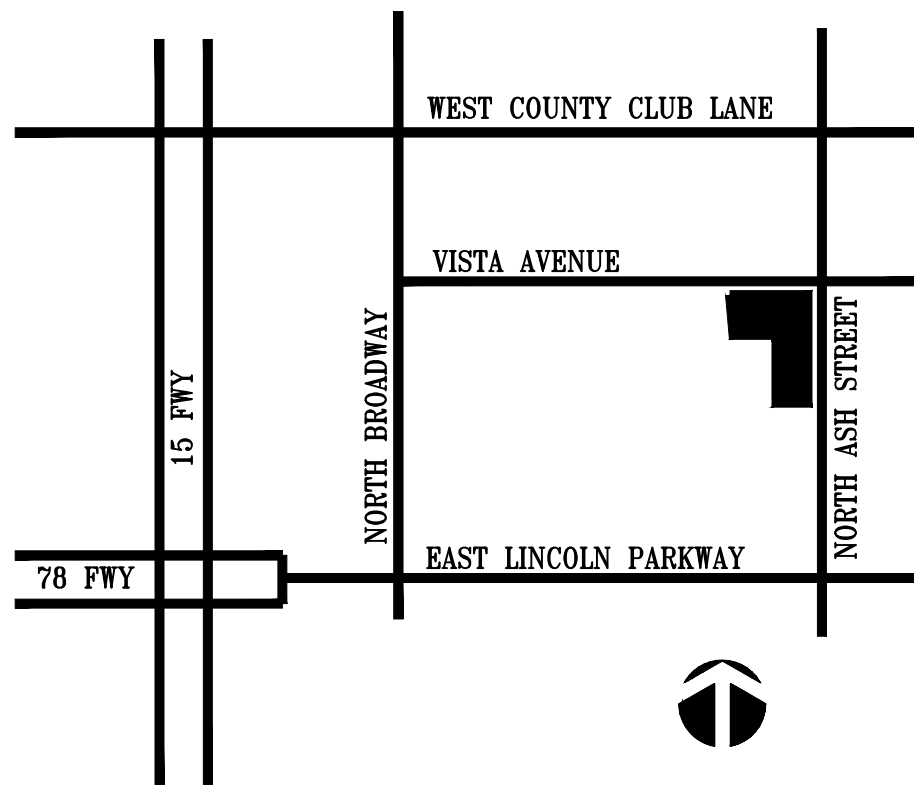 WEST COUNTY CLUB LANE
VISTA AVENUE
NORTH BROADWAY
15 FWY
NORTH ASH STREET
EAST LINCOLN PARKWAY
78 FWY